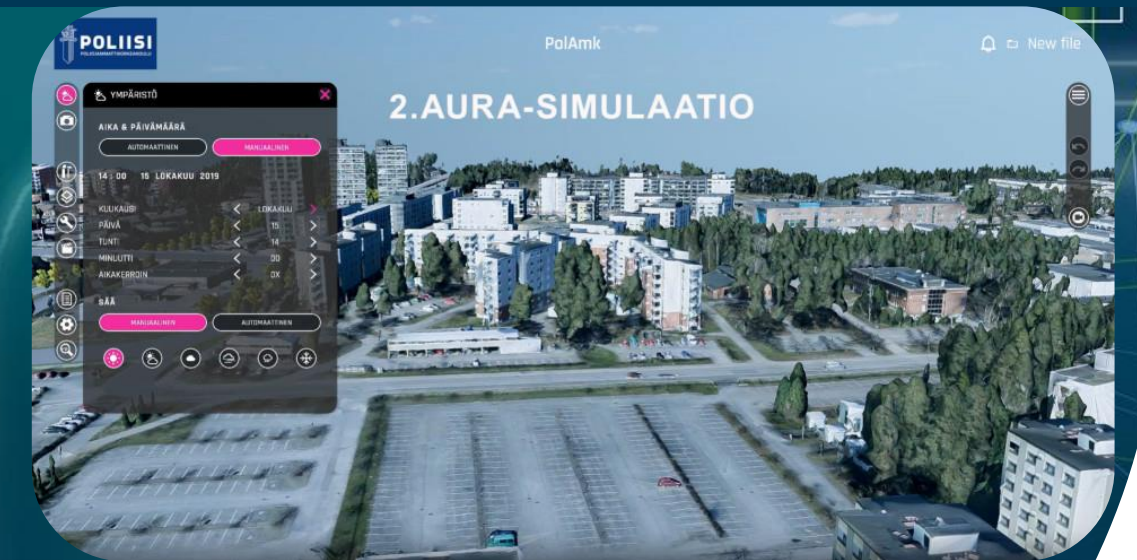 POLIISI
POLIISIAMMATTIKORKEAKOULU
PolAmk
New file
2.AURA-SIMULAATIO
YMPÄRISTÖ
AIKA & PÄIVÄMÄÄRÄ
AUTOMAATTINEN MANUAALINEN
14 : 00 15 LOKAKUU 2019
KUUKAUSI LOKAKUU
PÄIVÄ 15
TUNTI 14
MINUUTTI 00
AIKAKERROIN 0X
SÄÄ
MANUAALINEN AUTOMAATTINEN